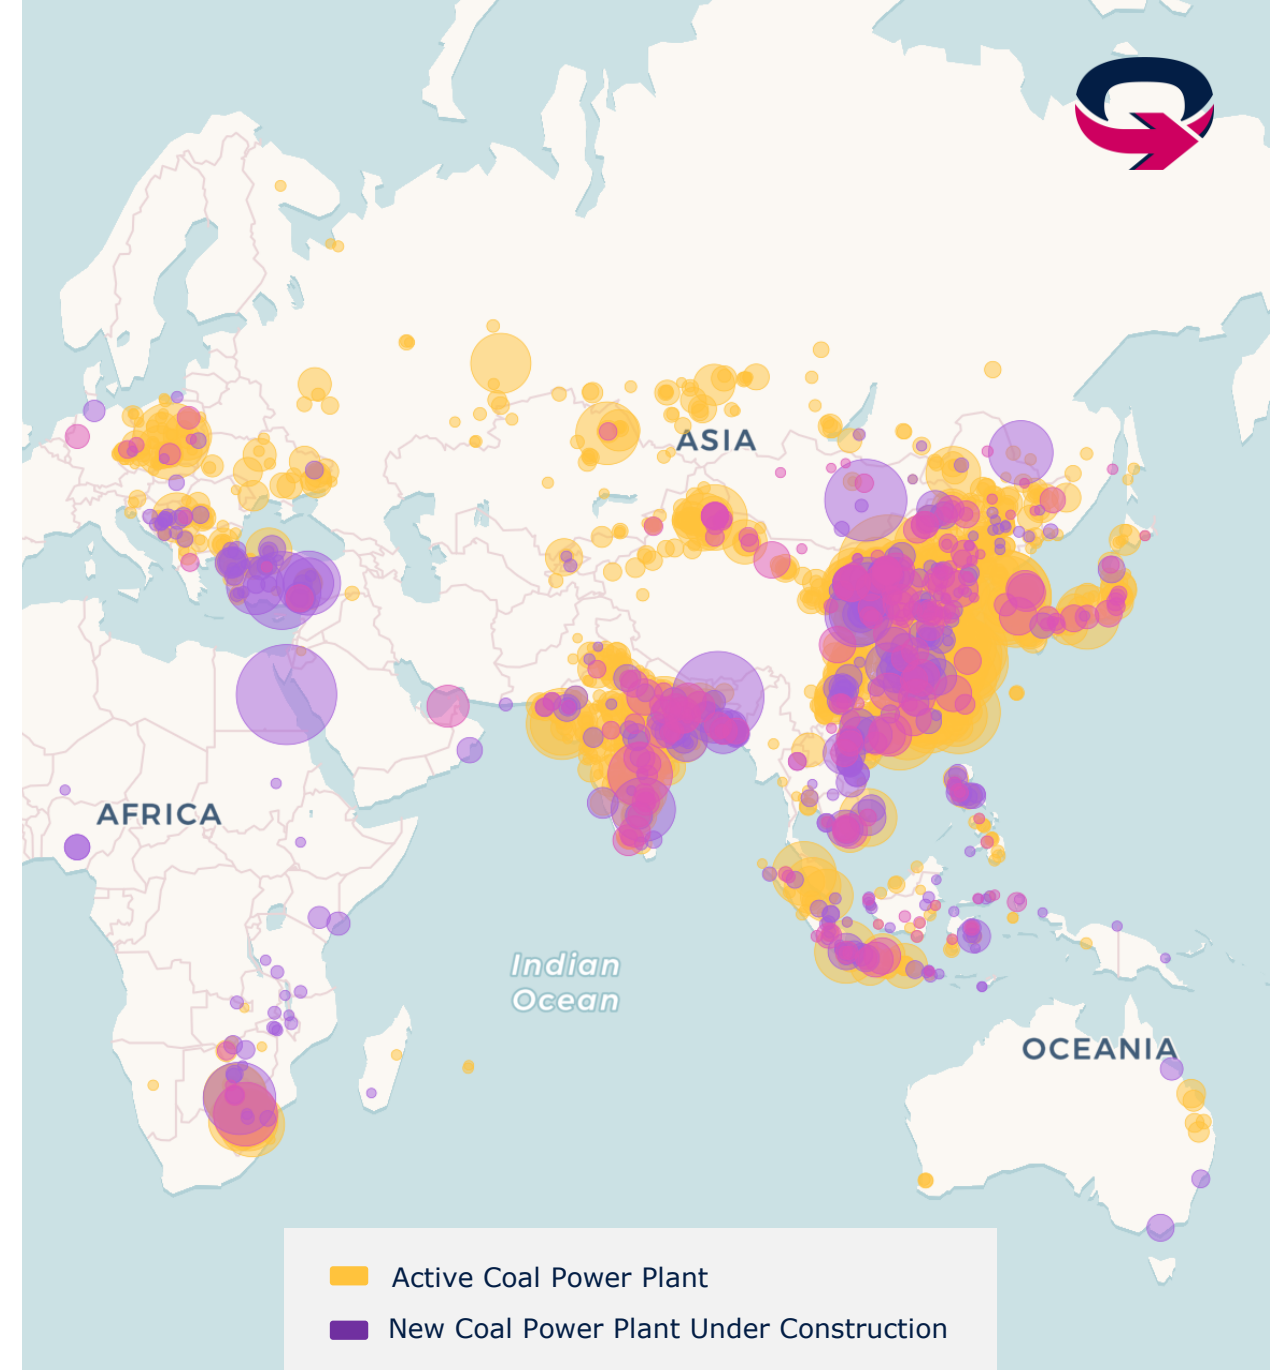 ASIA
AFRICA
Indian
Ocean
OCEANIA
Active Coal Power Plant
New Coal Power Plant Under Construction